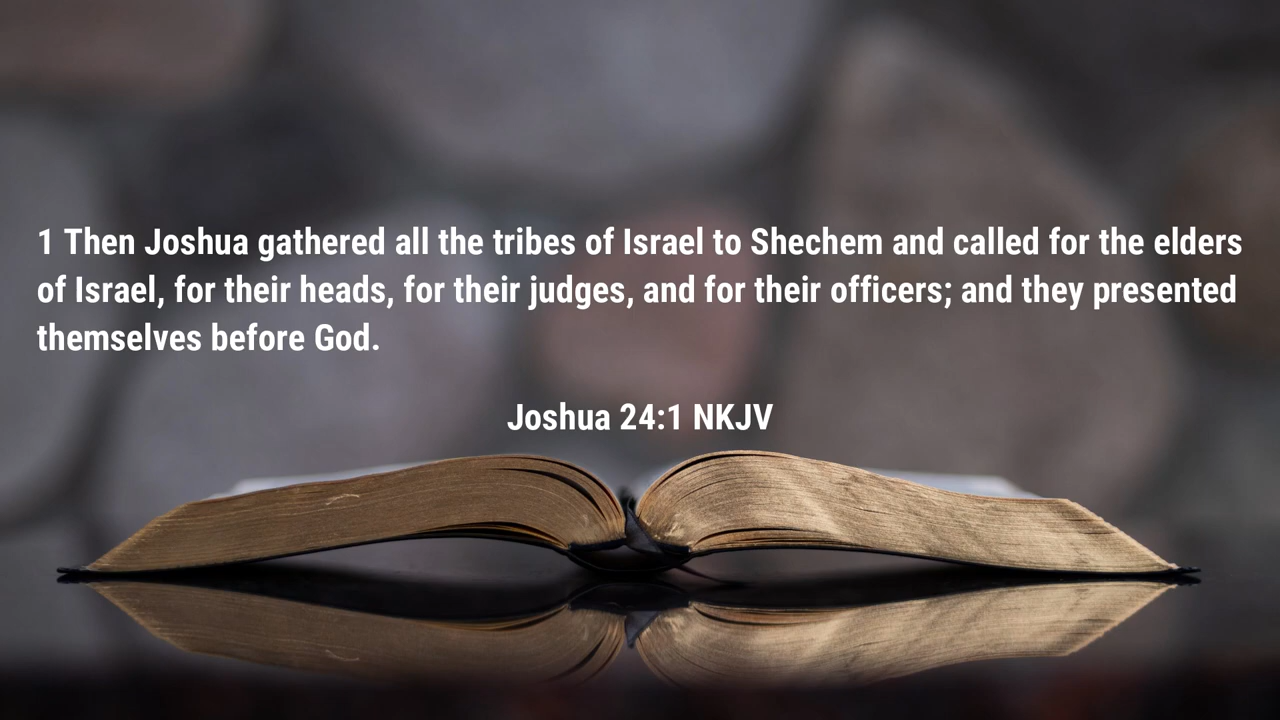 1 Then Joshua gathered all the tribes of Israel to Shechem and called for the elders
of Israel, for their heads, for their judges, and for their officers; and they presented
themselves before God.
Joshua 24:1 NKJV